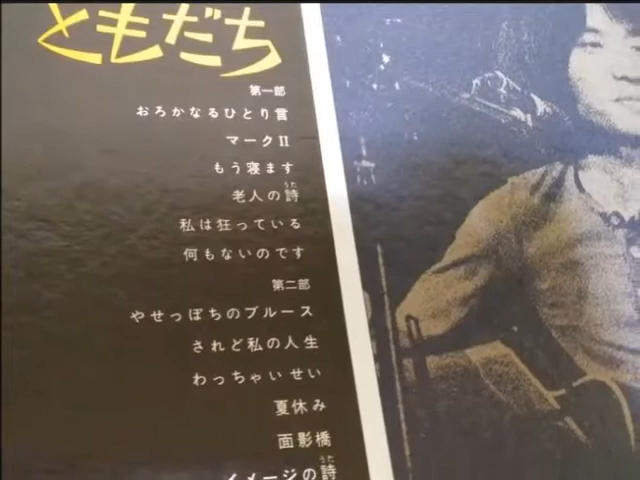 ともだち
第一部
おろかなるひとり言
マークII
もう寝ます
老人の詩
うた
私は狂っている
何もないのです
第二部
やせっぽちのブルース
されど私の人生
わっちゃいせい
夏休み
面影橋
イメージの詩
うた